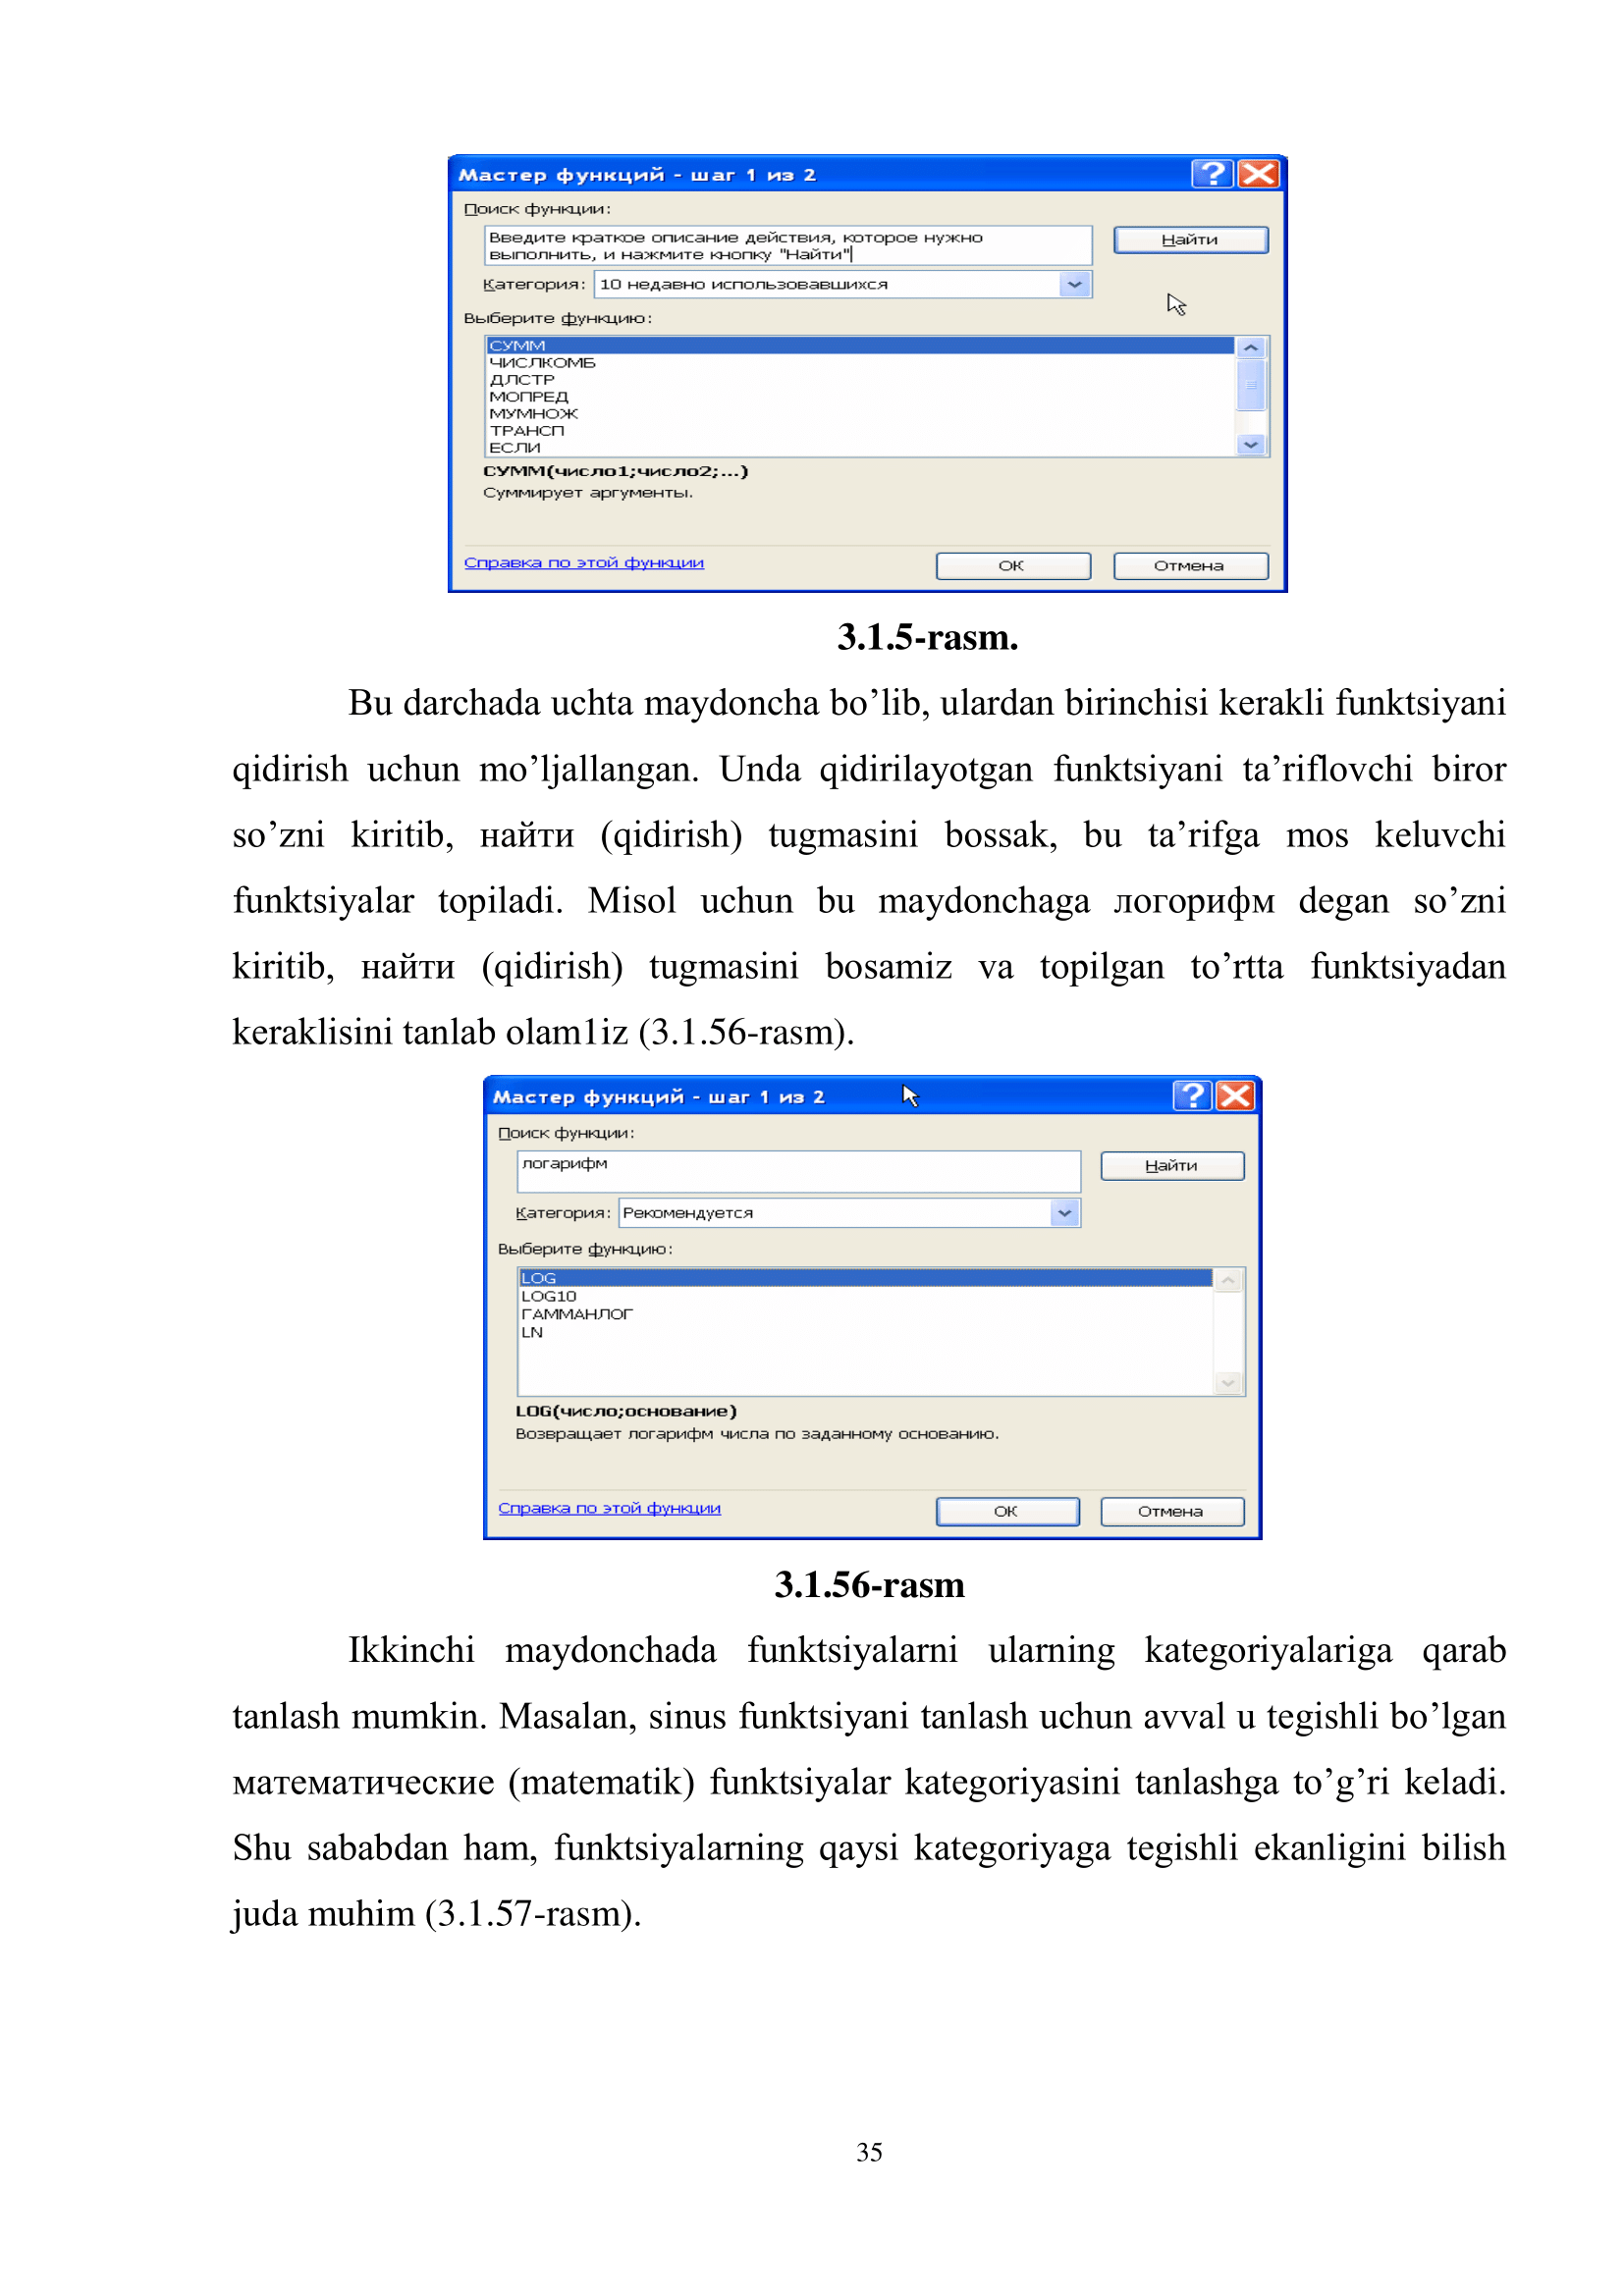 Мастер функций - шаг 1 из 2
Поиск функции:
Введите краткое описание действия, которое нужно
выполнить, и нажмите кнопку "Найти"
Найти
Категория: 10 недавно использовавшихся
Выберите функцию:
СУММ
ЧИСЛКОМБ
ДЛСТР
МОПРЕД
МУМНОЖ
ТРАНСП
ЕСЛИ
СУММ(число1;число2;...)
Суммирует аргументы.
Справка по этой функции
ОК
Отмена
3.1.5-rasm.
Bu darchada uchta maydoncha bo’lib, ulardan birinchisi kerakli funktsiyani
qidirish uchun mo’ljallangan. Unda qidirilayotgan funktsiyani ta’riflovchi biror
so’zni kiritib, найти (qidirish) tugmasini bossak, bu ta’rifga mos keluvchi
funktsiyalar topiladi. Misol uchun bu maydonchaga логорифм degan so’zni
kiritib, найти (qidirish) tugmasini bosamiz va topilgan to’rtta funktsiyadan
keraklisini tanlab olam1iz (3.1.56-rasm).
Мастер функций - шаг 1 из 2
Поиск функции:
логарифм
Найти
Категория: Рекомендуется
Выберите функцию:
LOG
LOG10
ГАММАНЛОГ
LN
LOG(число;основание)
Возвращает логарифм числа по заданному основанию.
Справка по этой функции
ОК
Отмена
3.1.56-rasm
Ikkinchi maydonchada funktsiyalarni ularning kategoriyalariga qarab
tanlash mumkin. Masalan, sinus funktsiyani tanlash uchun avval u tegishli bo’lgan
математические (matematik) funktsiyalar kategoriyasini tanlashga to’g’ri keladi.
Shu sababdan ham, funktsiyalarning qaysi kategoriyaga tegishli ekanligini bilish
juda muhim (3.1.57-rasm).
35